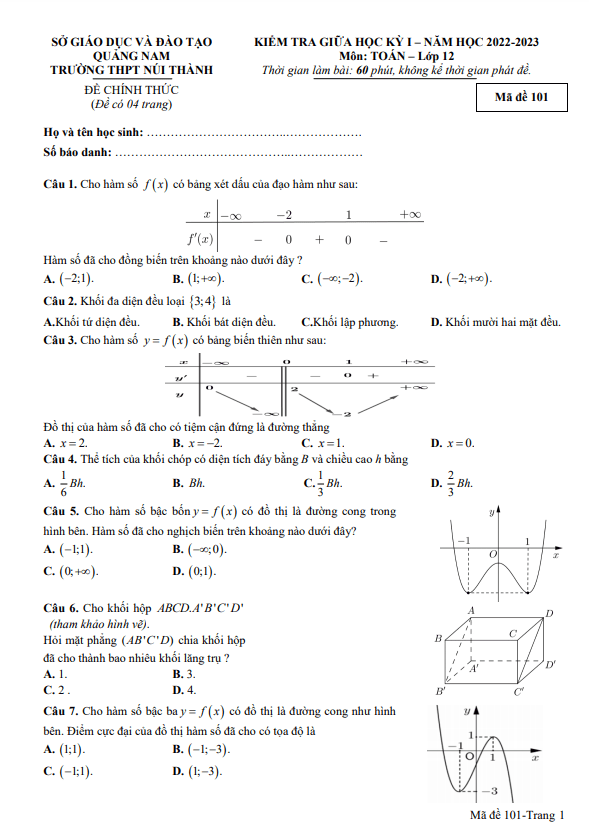 SỞ GIÁO DỤC VÀ ĐÀO TẠO
QUẢNG NAM
TRƯỜNG THPT NÚI THÀNH
ĐỀ CHÍNH THỨC
(Đề có 04 trang)
KIỂM TRA GIỮA HỌC KỲ I – NĂM HỌC 2022-2023
Môn: TOÁN – Lớp 12
Thời gian làm bài: 60 phút, không kể thời gian phát đề.
Mã đề 101
Họ và tên học sinh: ……………………………..………………
Số báo danh: …………………………………..………………
Câu 1. Cho hàm số f(x) có bảng xét dấu của đạo hàm như sau:
x −∞ −2 1 +∞
f'(x) − 0 + 0 −
Hàm số đã cho đồng biến trên khoảng nào dưới đây ?
A. (−2;1). B. (1;+∞). C. (−∞;−2). D. (−2;+∞).
Câu 2. Khối đa diện đều loại {3;4} là
A.Khối tứ diện đều. B. Khối bát diện đều. C.Khối lập phương. D. Khối mười hai mặt đều.
Câu 3. Cho hàm số y = f(x) có bảng biến thiên như sau:
x −∞ 0 1 +∞
y' − − 0 +
y 0 −∞ 2 −2 +∞
Đồ thị của hàm số đã cho có tiệm cận đứng là đường thẳng
A. x = 2. B. x = −2. C. x = 1. D. x = 0.
Câu 4. Thể tích của khối chóp có diện tích đáy bằng B và chiều cao h bằng
A. 1/6 Bh. B. Bh. C. 1/3 Bh. D. 2/3 Bh.
Câu 5. Cho hàm số bậc bốn y = f(x) có đồ thị là đường cong trong
hình bên. Hàm số đã cho nghịch biến trên khoảng nào dưới đây?
A. (−1;1). B. (−∞;0).
C. (0;+∞). D. (0;1).
y
−1 1
O x
Câu 6. Cho khối hộp ABCD.A'B'C'D'
(tham khảo hình vẽ).
Hỏi mặt phẳng (AB'C'D) chia khối hộp
đã cho thành bao nhiêu khối lăng trụ ?
A. 1. B. 3.
C. 2 . D. 4.
A D
B C
A' D'
B' C'
Câu 7. Cho hàm số bậc ba y = f(x) có đồ thị là đường cong như hình
bên. Điểm cực đại của đồ thị hàm số đã cho có tọa độ là
A. (1;1). B. (−1;−3).
C. (−1;1). D. (1;−3).
y
1
−1 O 1 x
−3
Mã đề 101-Trang 1